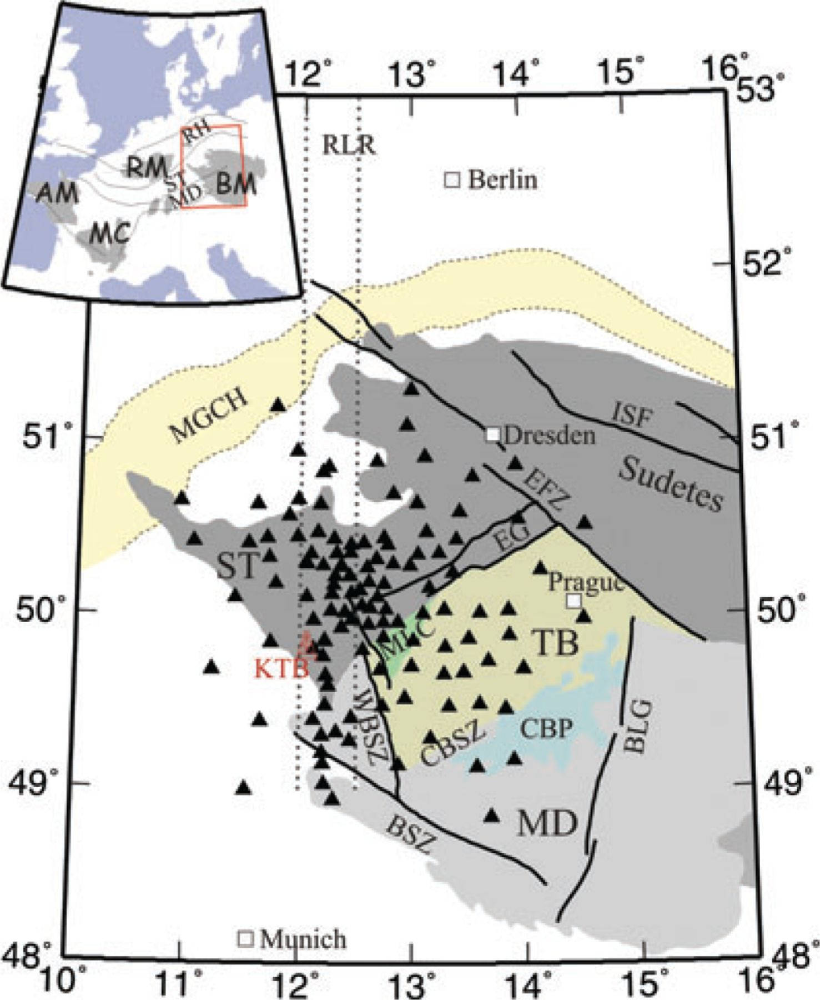 12° 13° 14° 15° 16°
53°
RH
RM
ST
BM
AM
MD
MC
RLR
Berlin
52°
MGCH
51°
ISF
51°
Dresden
Sudetes
EFZ
EG
ST
Prague
50°
50°
MLC
TB
KTB
WBSZ
CBSZ
CBP
BLG
49°
49°
BSZ
MD
Munich
48°
48°
10° 11° 12° 13° 14° 15° 16°